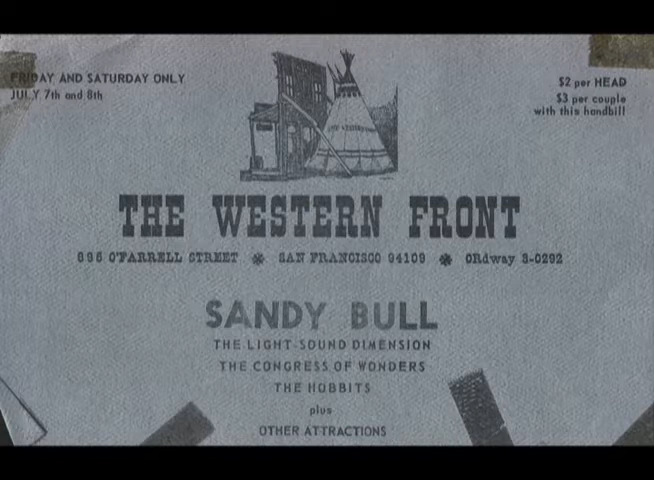 FRIDAY AND SATURDAY ONLY
JULY 7th and 8th
$2 per HEAD
$3 per couple
with this handbill
THE WESTERN FRONT
895 O'FARRELL STREET ✽ SAN FRANCISCO 94109 ✽ ORdway 3-0292
SANDY BULL
THE LIGHT SOUND DIMENSION
THE CONGRESS OF WONDERS
THE HOBBITS
plus
OTHER ATTRACTIONS